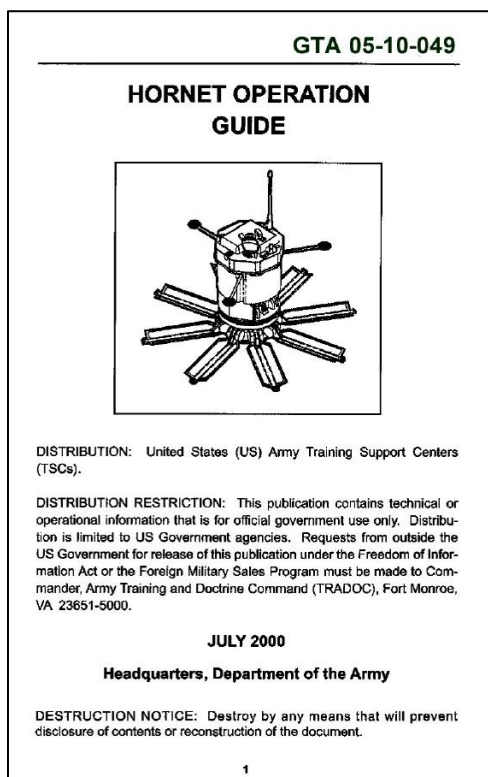 GTA 05-10-049
HORNET OPERATION
GUIDE
DISTRIBUTION: United States (US) Army Training Support Centers
(TSCs).
DISTRIBUTION RESTRICTION: This publication contains technical or
operational information that is for official government use only. Distribu-
tion is limited to US Government agencies. Requests from outside the
US Government for release of this publication under the Freedom of Infor-
mation Act or the Foreign Military Sales Program must be made to Com-
mander, Army Training and Doctrine Command (TRADOC), Fort Monroe,
VA 23651-5000.
JULY 2000
Headquarters, Department of the Army
DESTRUCTION NOTICE: Destroy by any means that will prevent
disclosure of contents or reconstruction of the document.
1